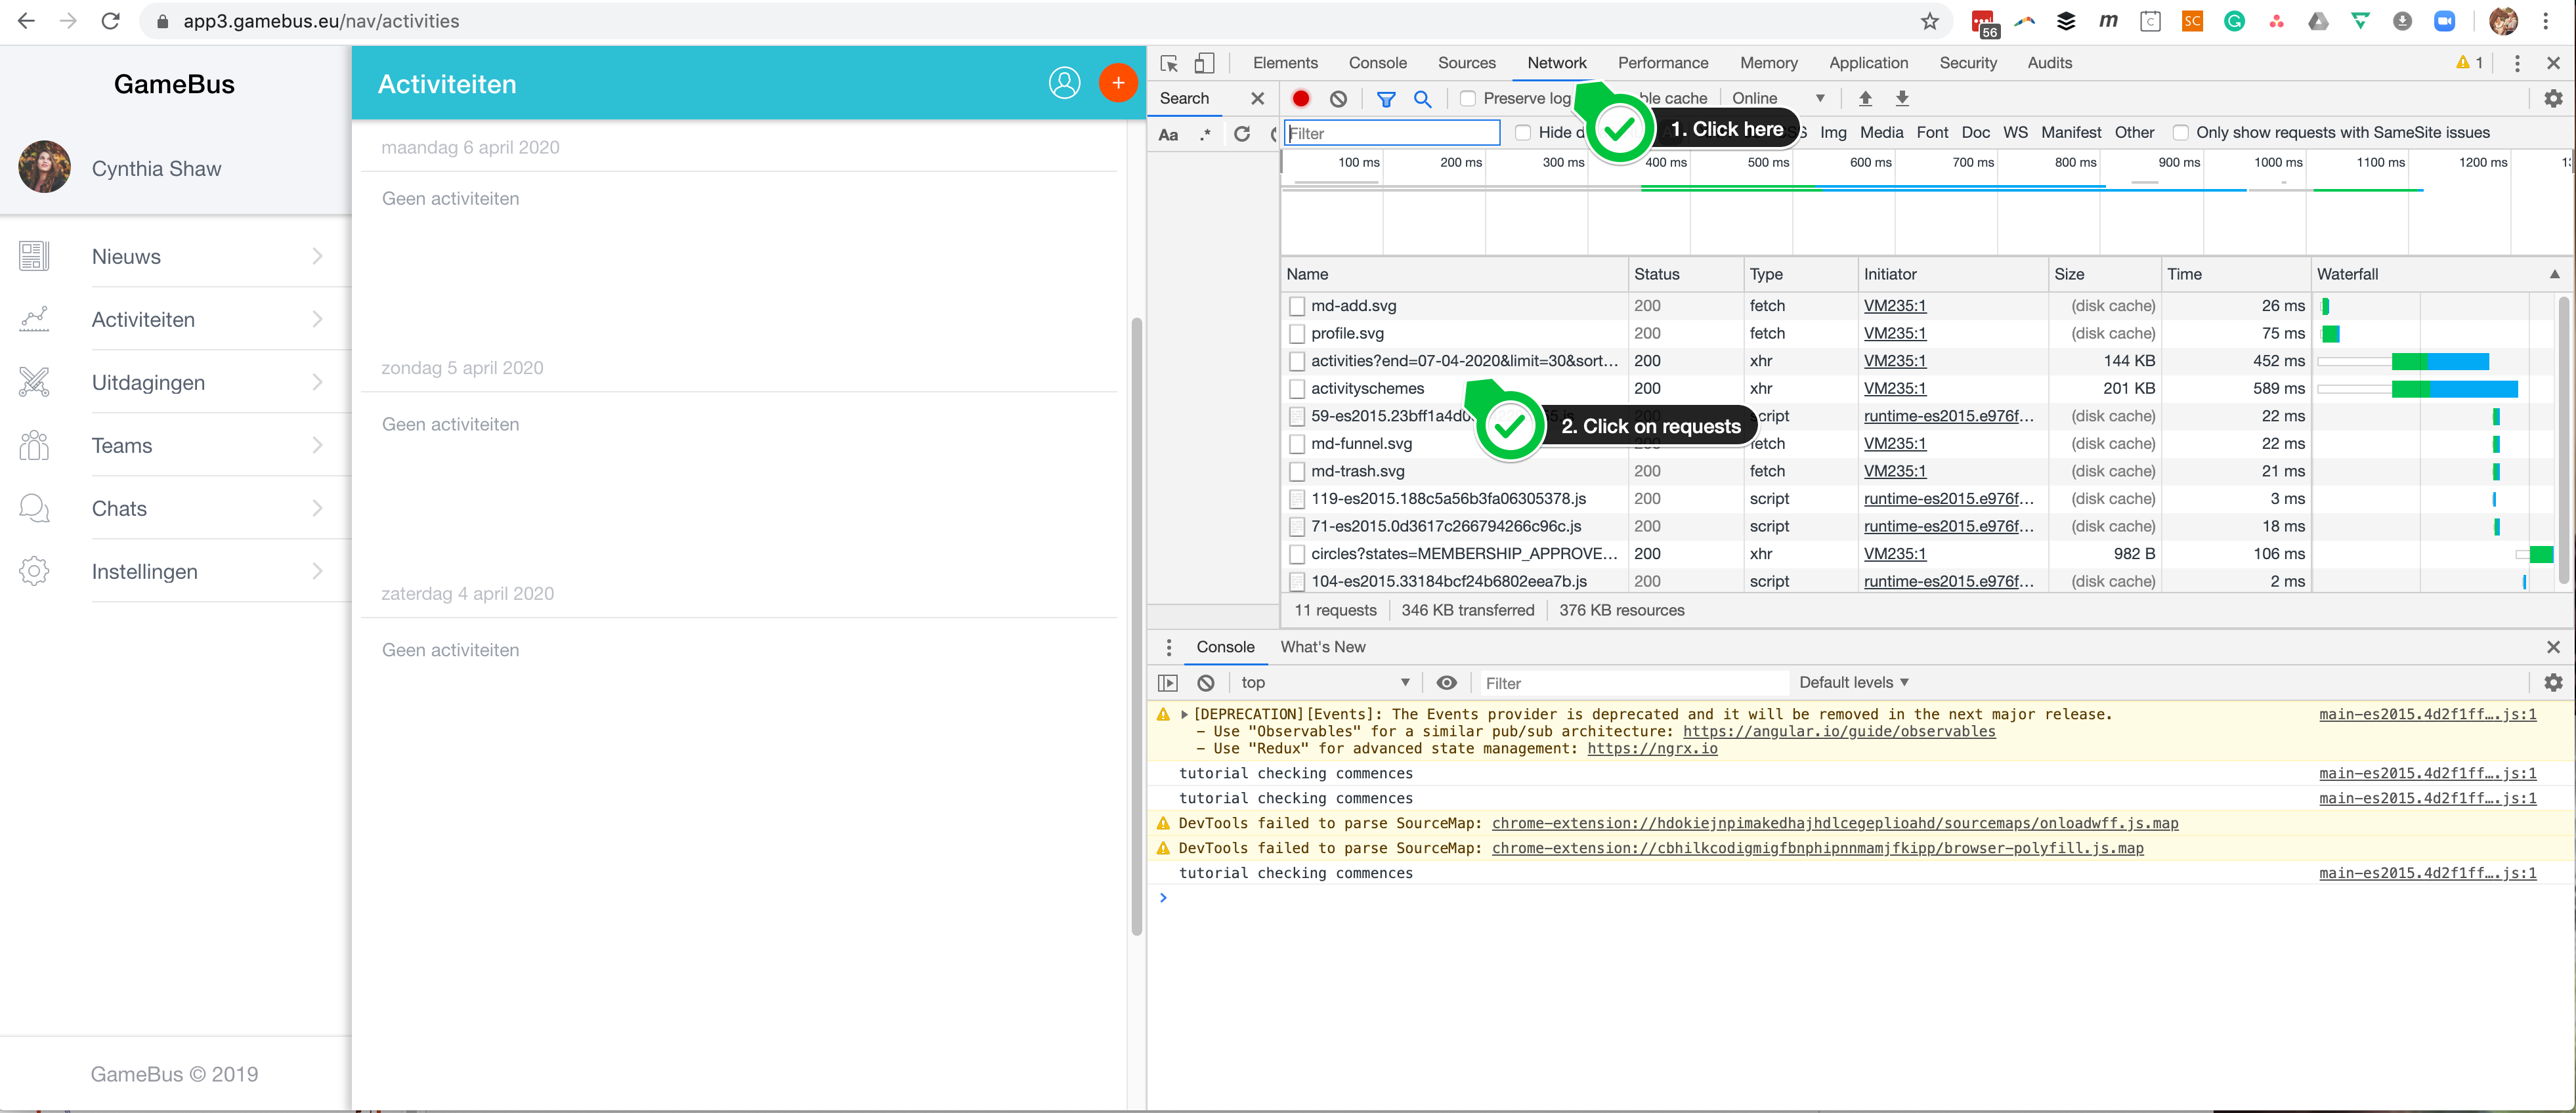 app3.gamebus.eu/nav/activities
56
GameBus
Cynthia Shaw
Nieuws
Activiteiten
Uitdagingen
Teams
Chats
Instellingen
GameBus © 2019
Activiteiten
maandag 6 april 2020
Geen activiteiten
zondag 5 april 2020
Geen activiteiten
zaterdag 4 april 2020
Geen activiteiten
Elements Console Sources Network Performance Memory Application Security Audits 1
Search Preserve log ble cache Online
Aa .* Filter Hide d S Img Media Font Doc WS Manifest Other Only show requests with SameSite issues
1. Click here
100 ms 200 ms 300 ms 400 ms 500 ms 600 ms 700 ms 800 ms 900 ms 1000 ms 1100 ms 1200 ms
Name Status Type Initiator Size Time Waterfall
md-add.svg 200 fetch VM235:1 (disk cache) 26 ms
profile.svg 200 fetch VM235:1 (disk cache) 75 ms
activities?end=07-04-2020&limit=30&sort... 200 xhr VM235:1 144 KB 452 ms
activityschemes 200 xhr VM235:1 201 KB 589 ms
script runtime-es2015.e976f... (disk cache) 22 ms
2. Click on requests
md-funnel.svg 200 fetch VM235:1 (disk cache) 22 ms
md-trash.svg 200 fetch VM235:1 (disk cache) 21 ms
119-es2015.188c5a56b3fa06305378.js 200 script runtime-es2015.e976f... (disk cache) 3 ms
71-es2015.0d3617c266794266c96c.js 200 script runtime-es2015.e976f... (disk cache) 18 ms
circles?states=MEMBERSHIP_APPROVE... 200 xhr VM235:1 982 B 106 ms
104-es2015.33184bcf24b6802eea7b.js 200 script runtime-es2015.e976f... (disk cache) 2 ms
11 requests 346 KB transferred 376 KB resources
Console What's New
top Filter Default levels
[DEPRECATION][Events]: The Events provider is deprecated and it will be removed in the next major release. main-es2015.4d2f1ff….js:1
– Use "Observables" for a similar pub/sub architecture: https://angular.io/guide/observables
– Use "Redux" for advanced state management: https://ngrx.io
tutorial checking commences main-es2015.4d2f1ff….js:1
tutorial checking commences main-es2015.4d2f1ff….js:1
DevTools failed to parse SourceMap: chrome-extension://hdokiejnpimakedhajhdlcegeplioahd/sourcemaps/onloadwff.js.map
DevTools failed to parse SourceMap: chrome-extension://cbhilkcodigmigfbnphipnnmamjfkipp/browser-polyfill.js.map
tutorial checking commences main-es2015.4d2f1ff….js:1